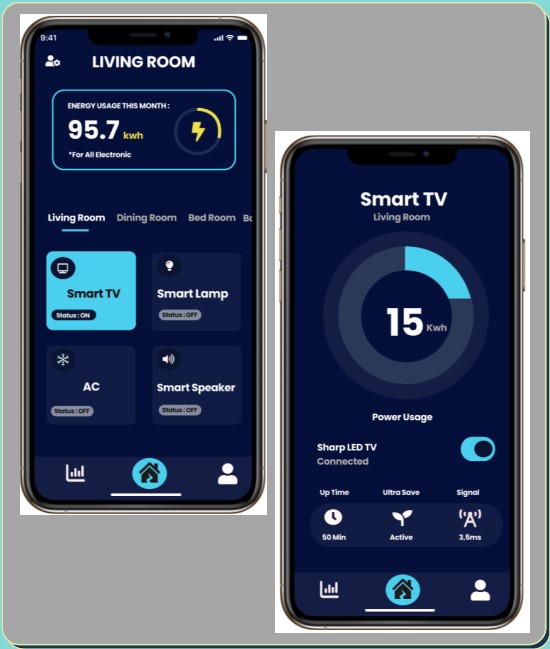 9:41
LIVING ROOM
ENERGY USAGE THIS MONTH :
95.7 kwh
*For All Electronic
Living Room Dining Room Bed Room Ba
Smart TV
Status : ON
Smart Lamp
Status : OFF
AC
Status : OFF
Smart Speaker
Status : OFF
Smart TV
Living Room
15 Kwh
Power Usage
Sharp LED TV
Connected
Up Time Ultra Save Signal
50 Min Active 3,5ms